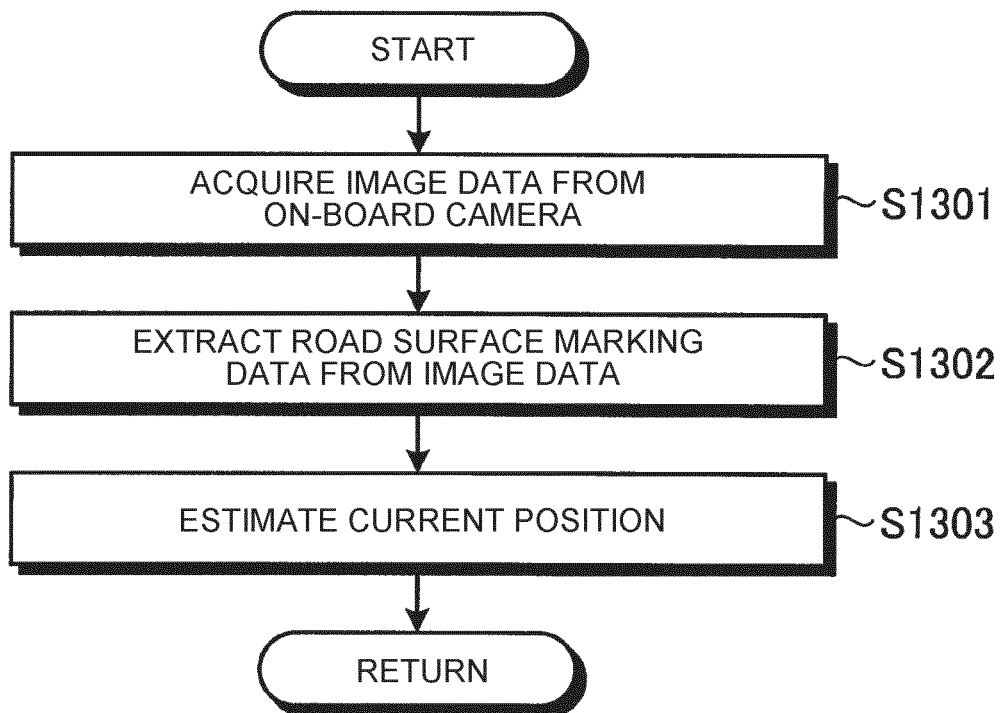 START
ACQUIRE IMAGE DATA FROM
ON-BOARD CAMERA
S1301
EXTRACT ROAD SURFACE MARKING
DATA FROM IMAGE DATA
S1302
ESTIMATE CURRENT POSITION
S1303
RETURN